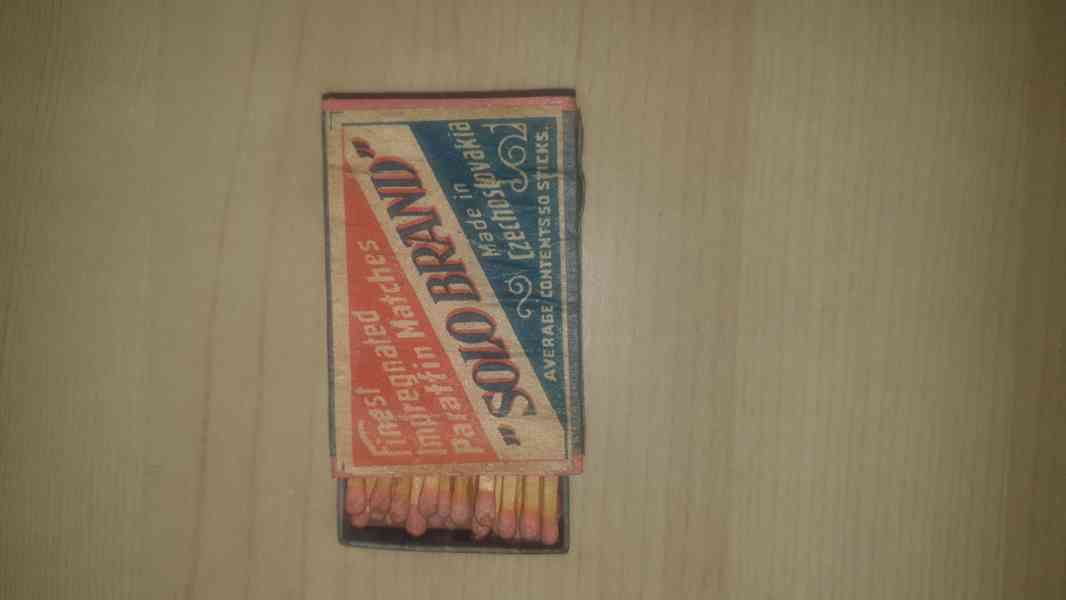 Finest
Impregnated
Paraffin Matches
"SOLO BRAND"
Made in
Czechoslovakia
AVERAGE CONTENTS 50 STICKS.